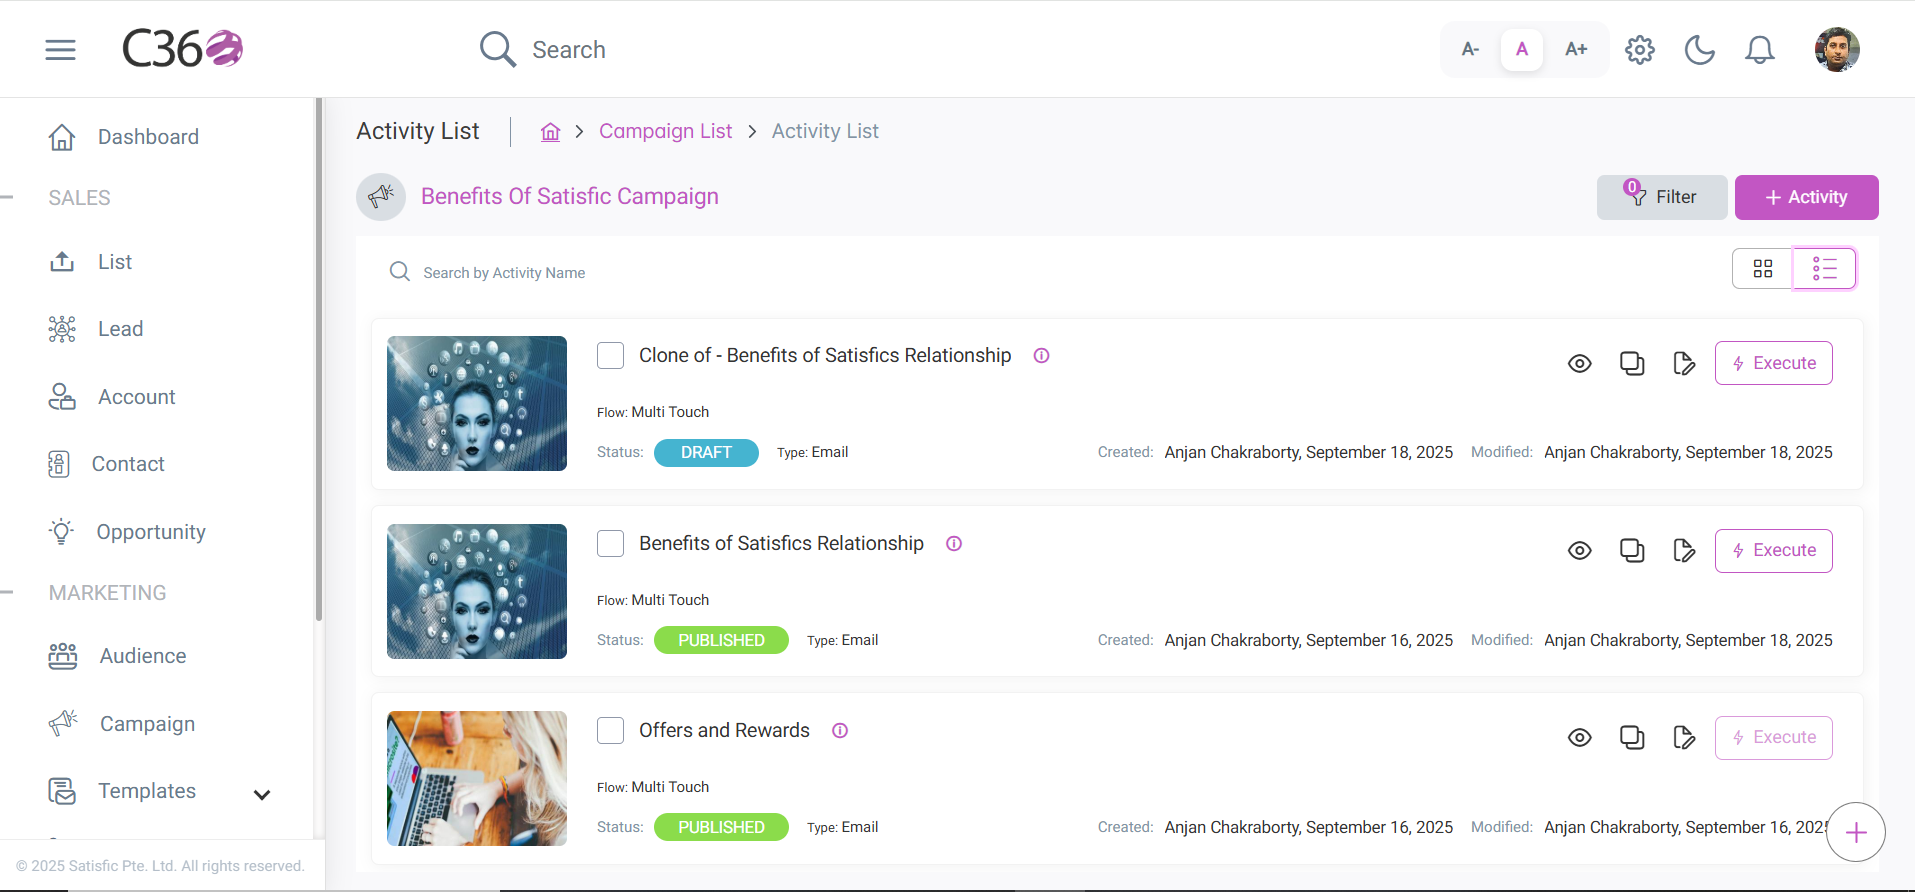 C360
Search
A-
A
A+
Dashboard
SALES
List
Lead
Account
Contact
Opportunity
MARKETING
Audience
Campaign
Templates
© 2025 Satisfic Pte. Ltd. All rights reserved.
Activity List
Campaign List
Activity List
Benefits Of Satisfic Campaign
0
Filter
+ Activity
Search by Activity Name
Clone of - Benefits of Satisfics Relationship
Execute
Flow: Multi Touch
Status: DRAFT Type: Email Created: Anjan Chakraborty, September 18, 2025 Modified: Anjan Chakraborty, September 18, 2025
Benefits of Satisfics Relationship
Execute
Flow: Multi Touch
Status: PUBLISHED Type: Email Created: Anjan Chakraborty, September 16, 2025 Modified: Anjan Chakraborty, September 18, 2025
Offers and Rewards
Execute
Flow: Multi Touch
Status: PUBLISHED Type: Email Created: Anjan Chakraborty, September 16, 2025 Modified: Anjan Chakraborty, September 16, 2025